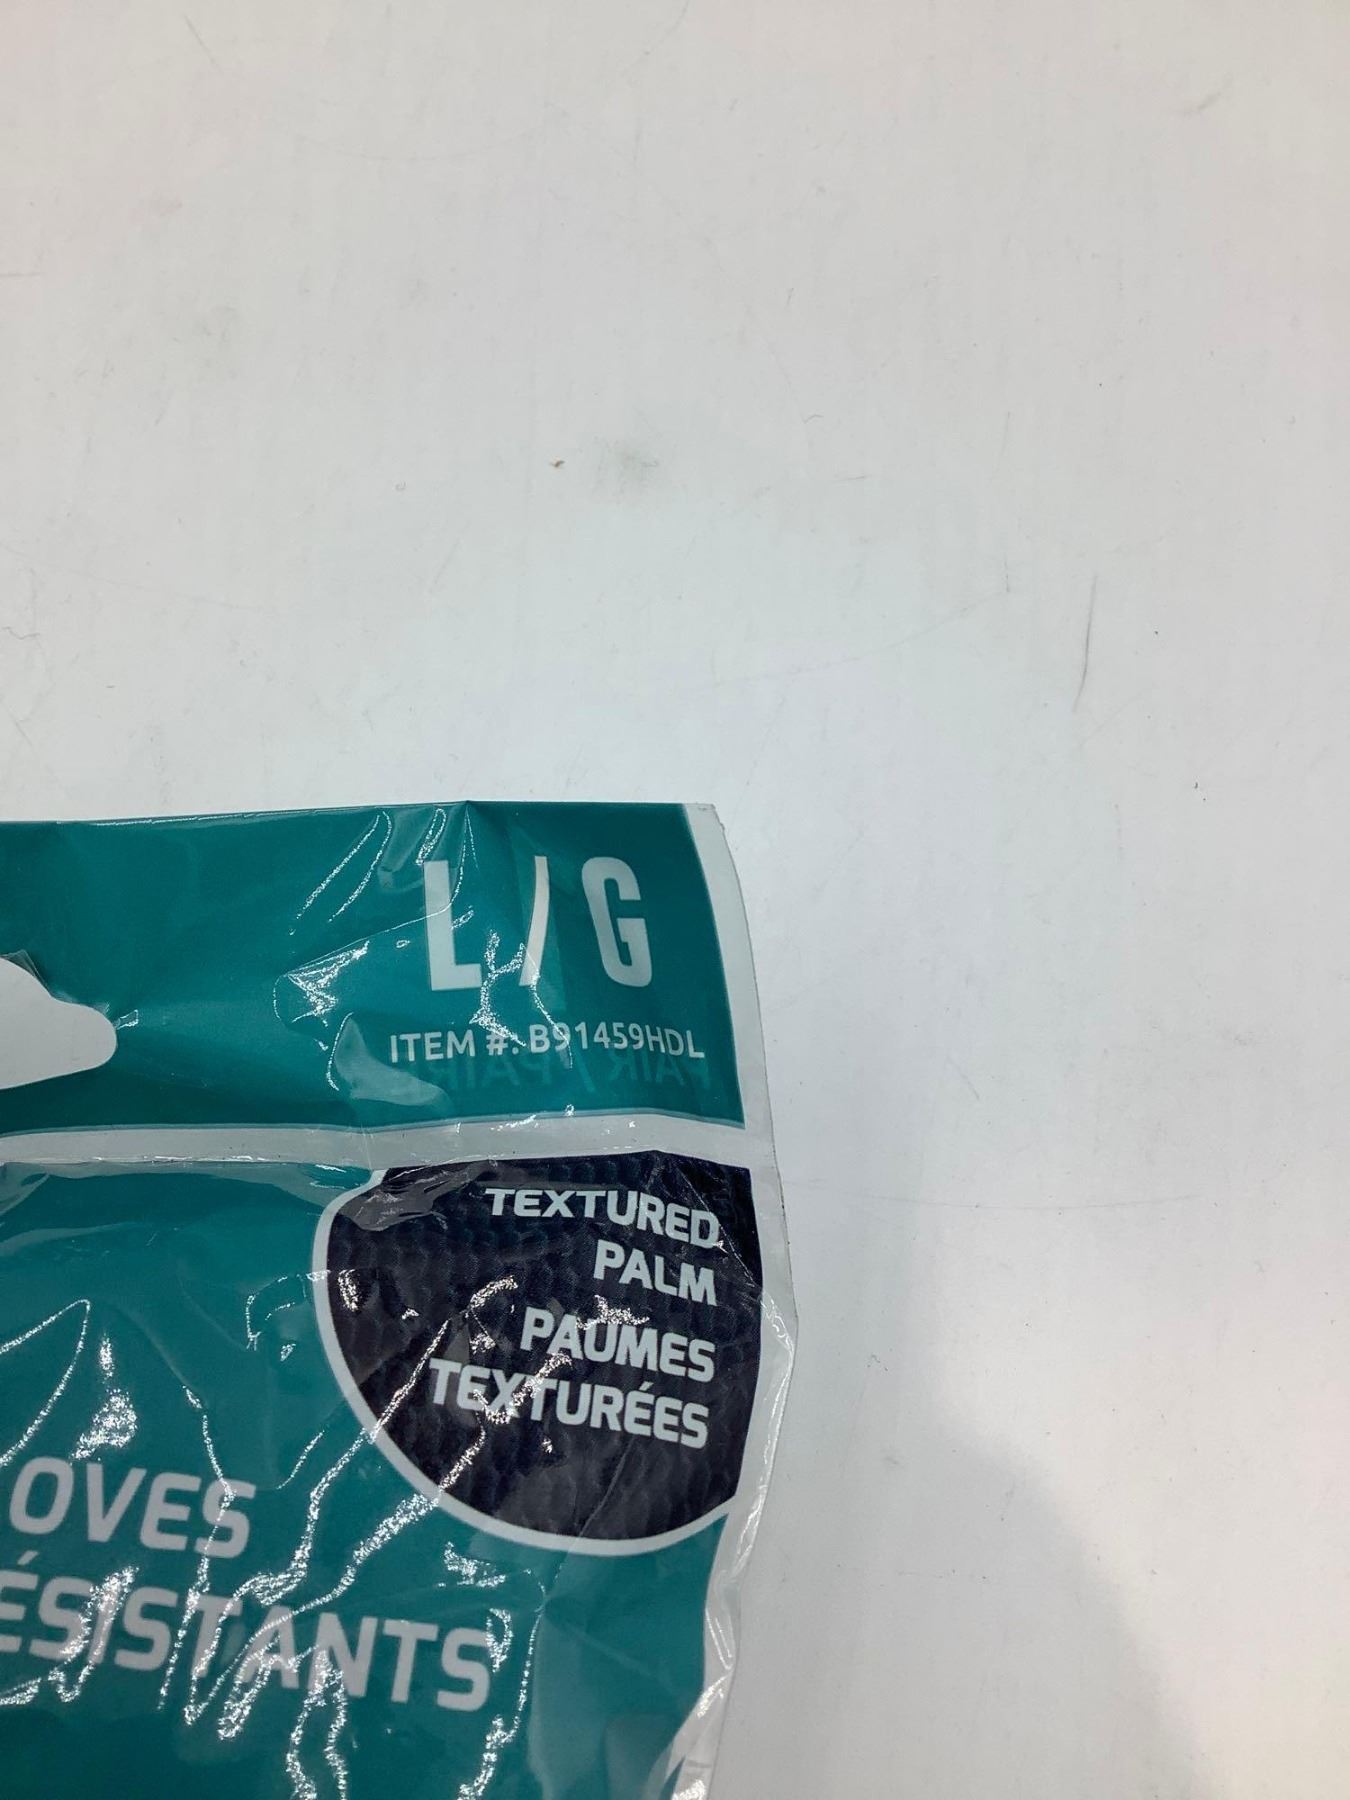 L / G
ITEM #: B91459HDL
TEXTURED
PALM
PAUMES
TEXTURÉES
OVES
ÉSISTANTS